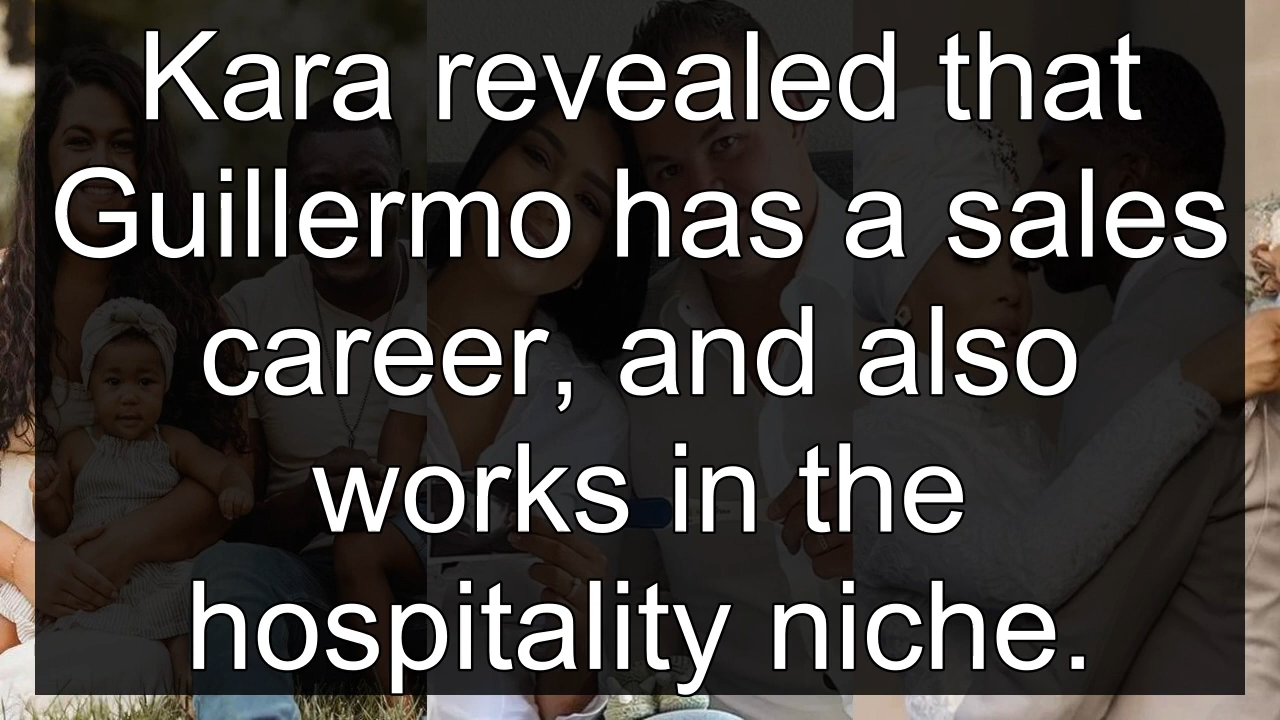 Kara revealed that
Guillermo has a sales
career, and also
works in the
hospitality niche.